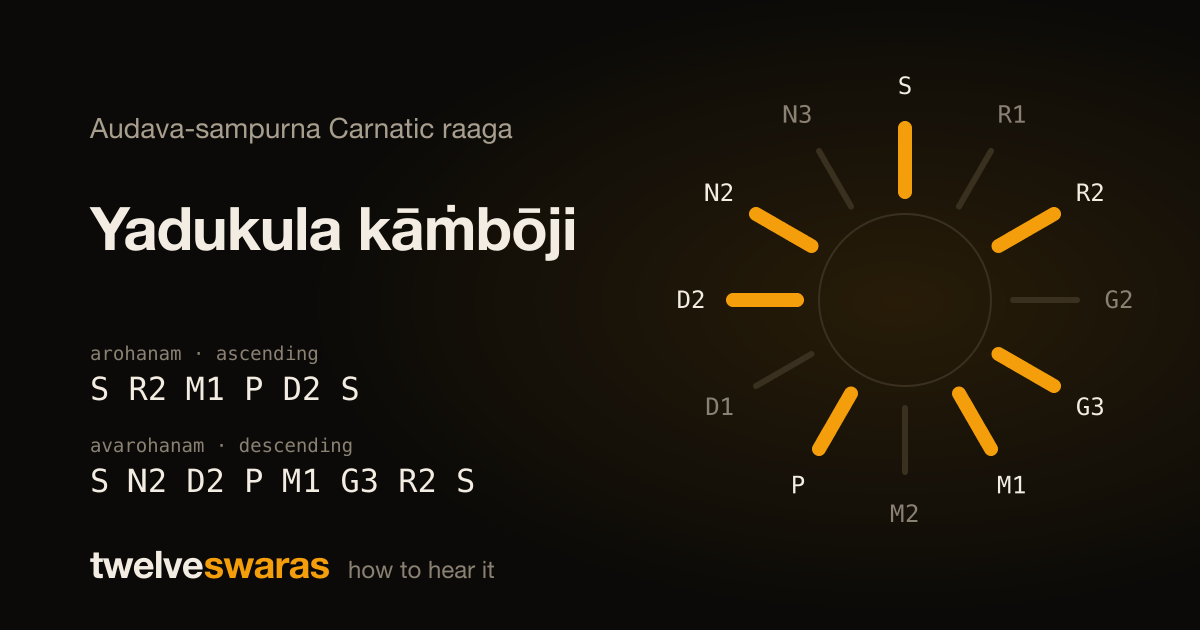 Audava-sampurna Carnatic raaga
Yadukula kāṁbōji
arohanam · ascending
S R2 M1 P D2 S
avarohanam · descending
S N2 D2 P M1 G3 R2 S
twelveswaras how to hear it
S
R1
R2
G2
G3
M1
M2
P
D1
D2
N2
N3